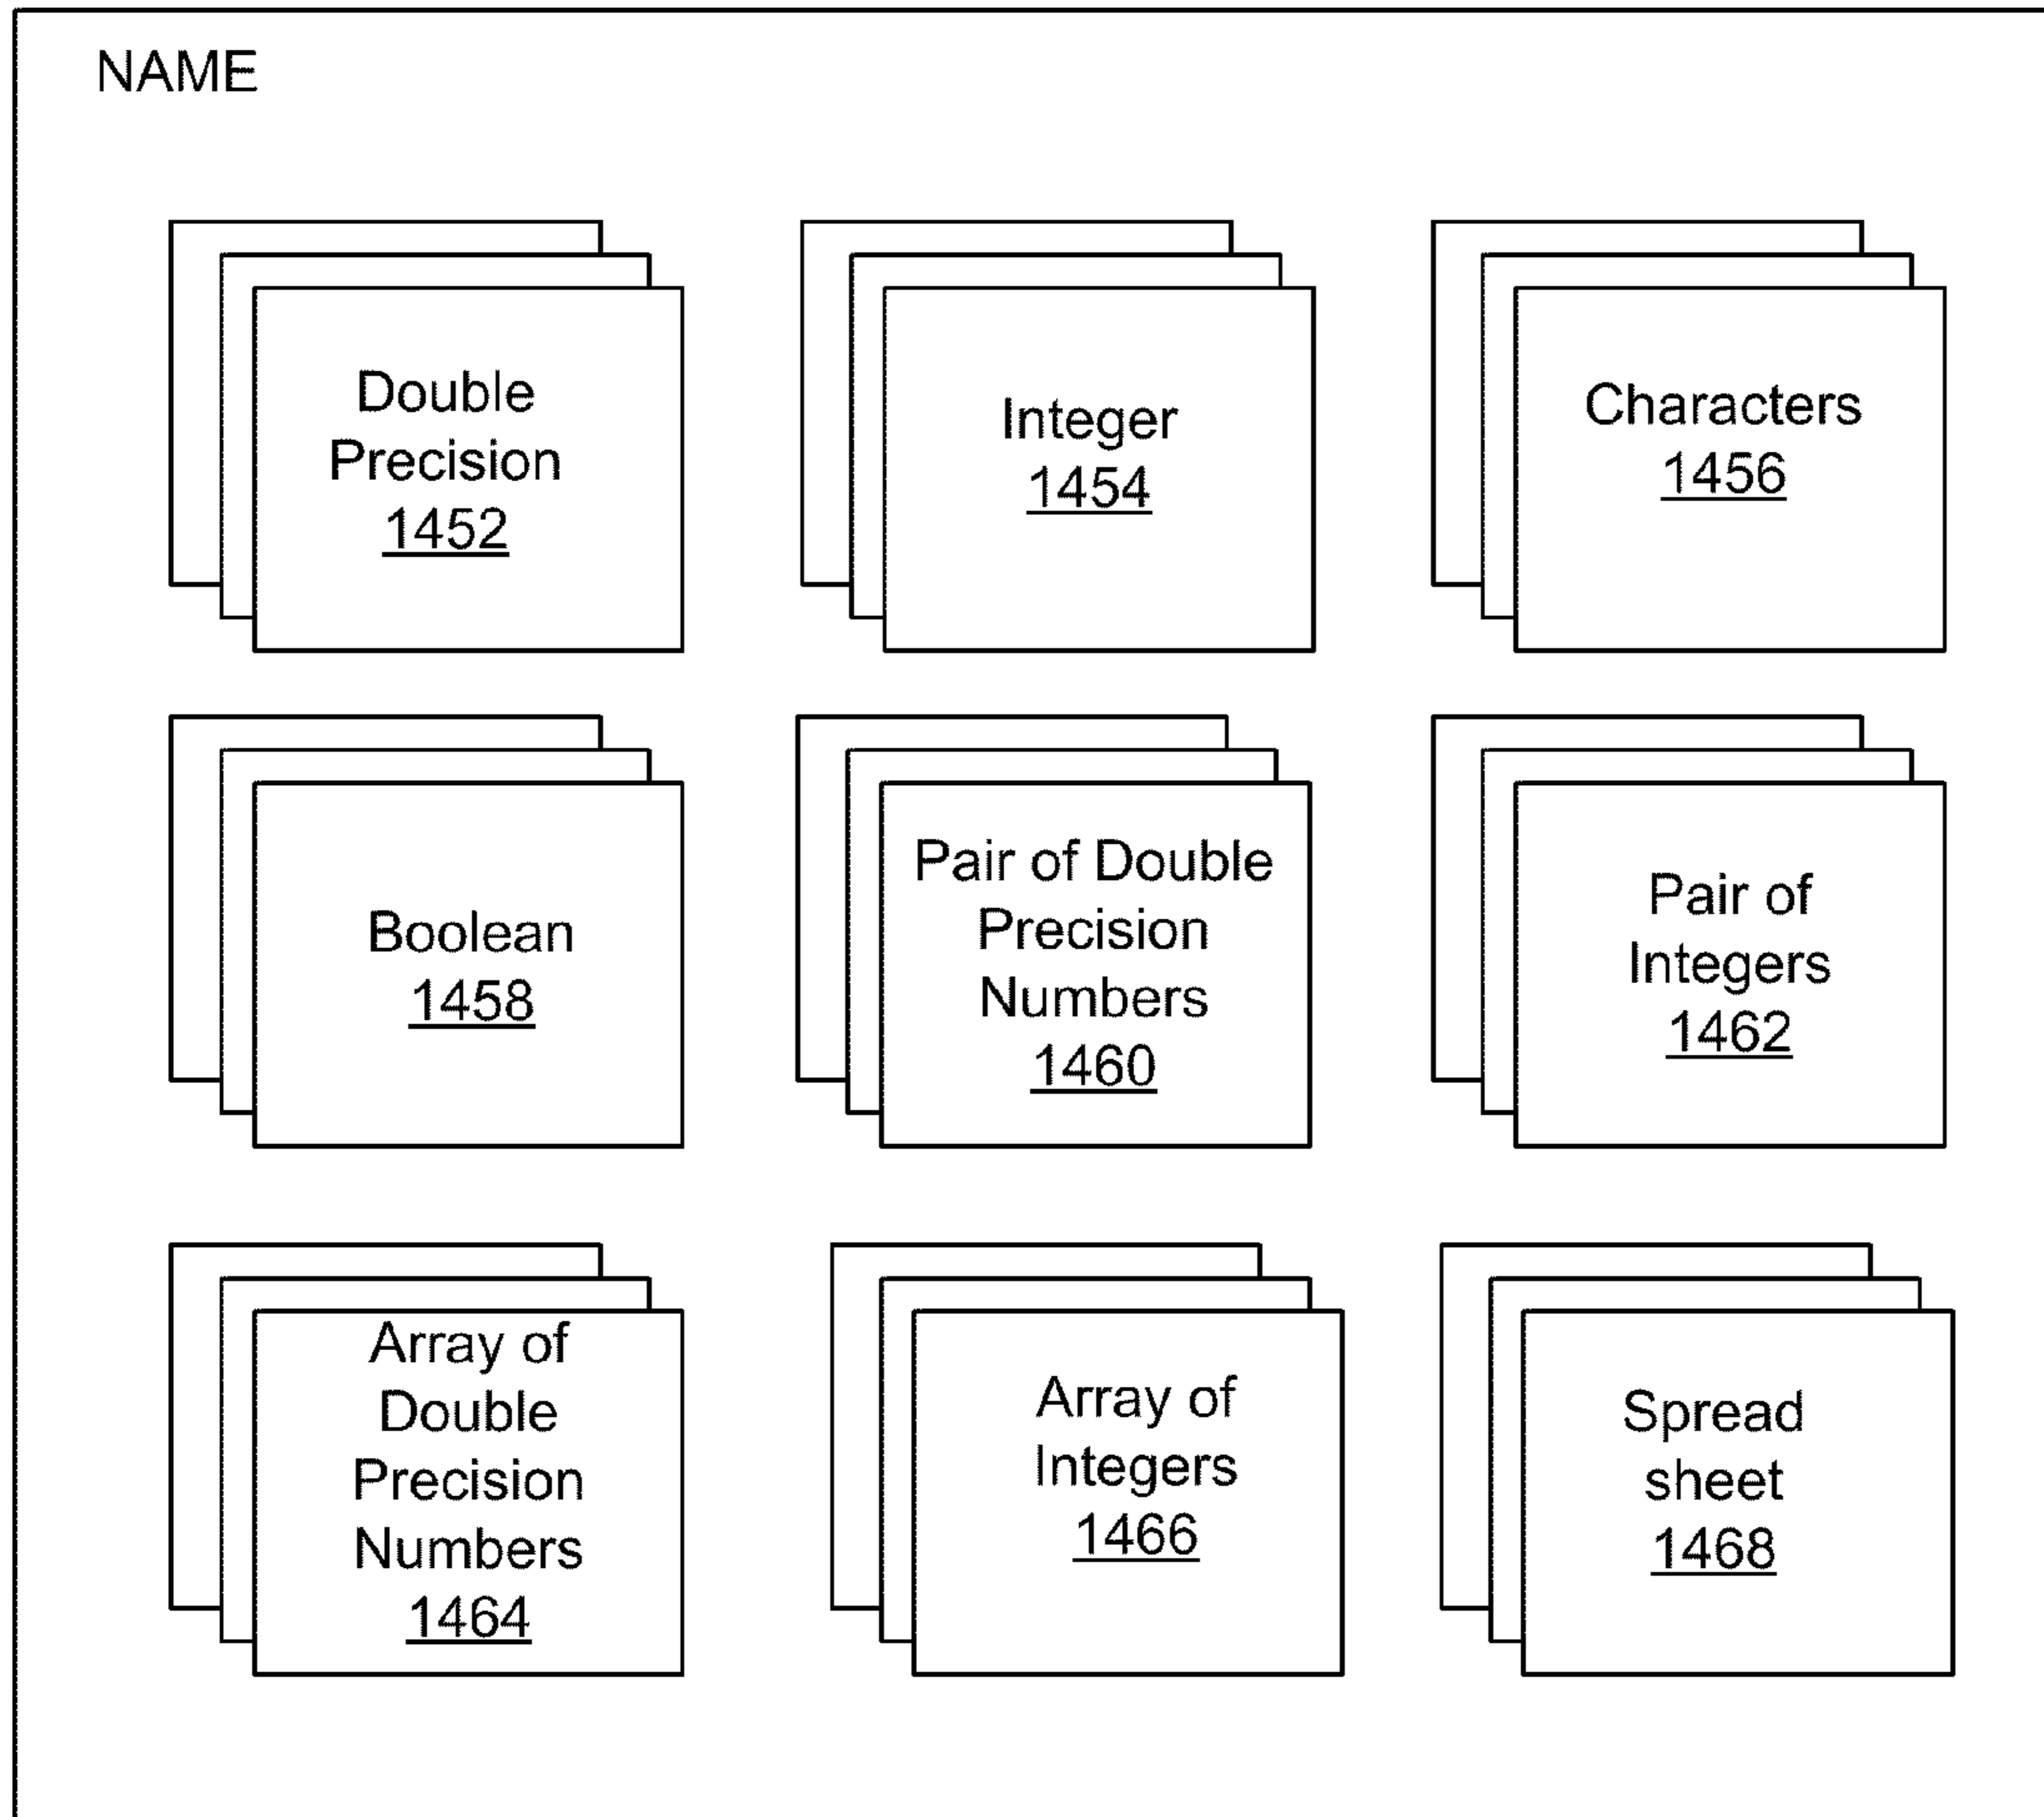 NAME
Double
Precision
1452
Integer
1454
Characters
1456
Boolean
1458
Pair of Double
Precision
Numbers
1460
Pair of
Integers
1462
Array of
Double
Precision
Numbers
1464
Array of
Integers
1466
Spread
sheet
1468